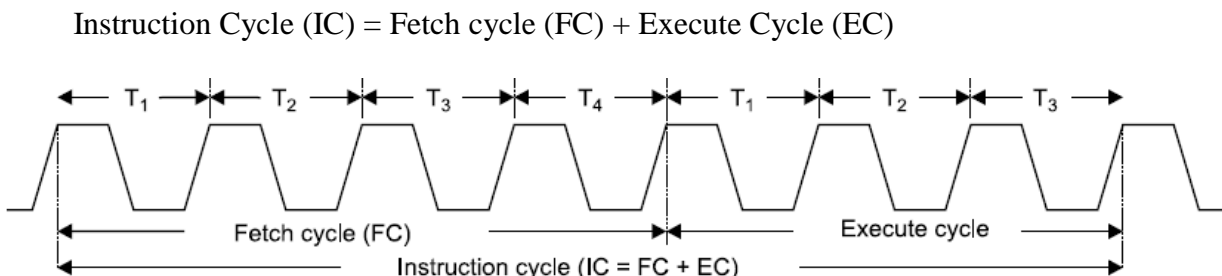 Instruction Cycle (IC) = Fetch cycle (FC) + Execute Cycle (EC)
T1 T2 T3 T4 T1 T2 T3
Fetch cycle (FC) Execute cycle
Instruction cycle (IC = FC + EC)